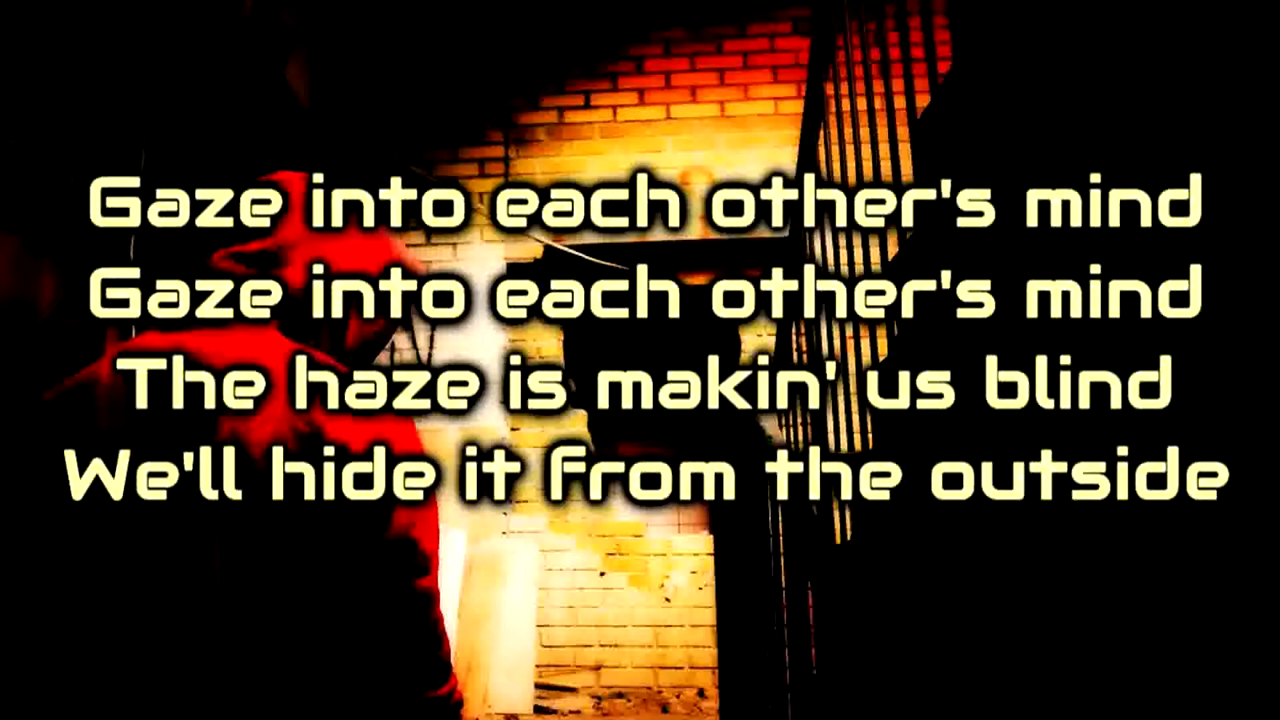 Gaze into each other's mind
Gaze into each other's mind
The haze is makin' us blind
We'll hide it from the outside